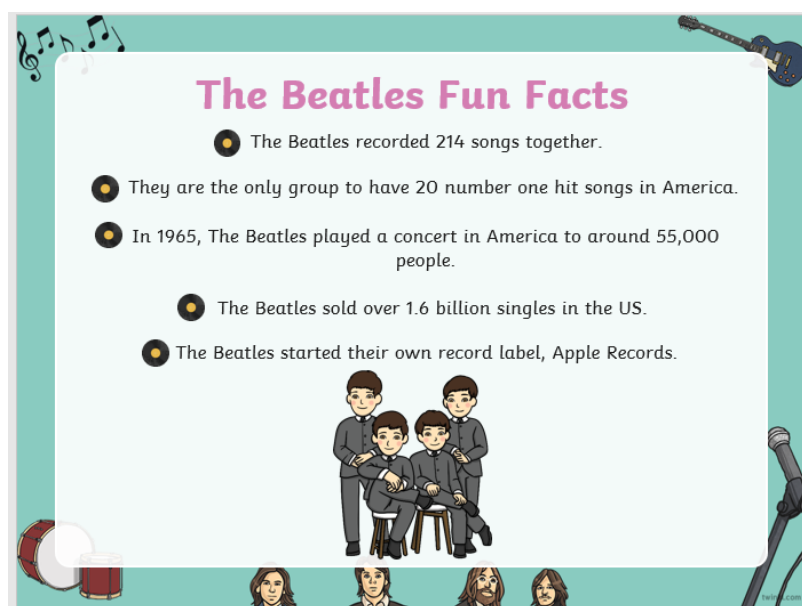 The Beatles Fun Facts
The Beatles recorded 214 songs together.
They are the only group to have 20 number one hit songs in America.
In 1965, The Beatles played a concert in America to around 55,000
people.
The Beatles sold over 1.6 billion singles in the US.
The Beatles started their own record label, Apple Records.